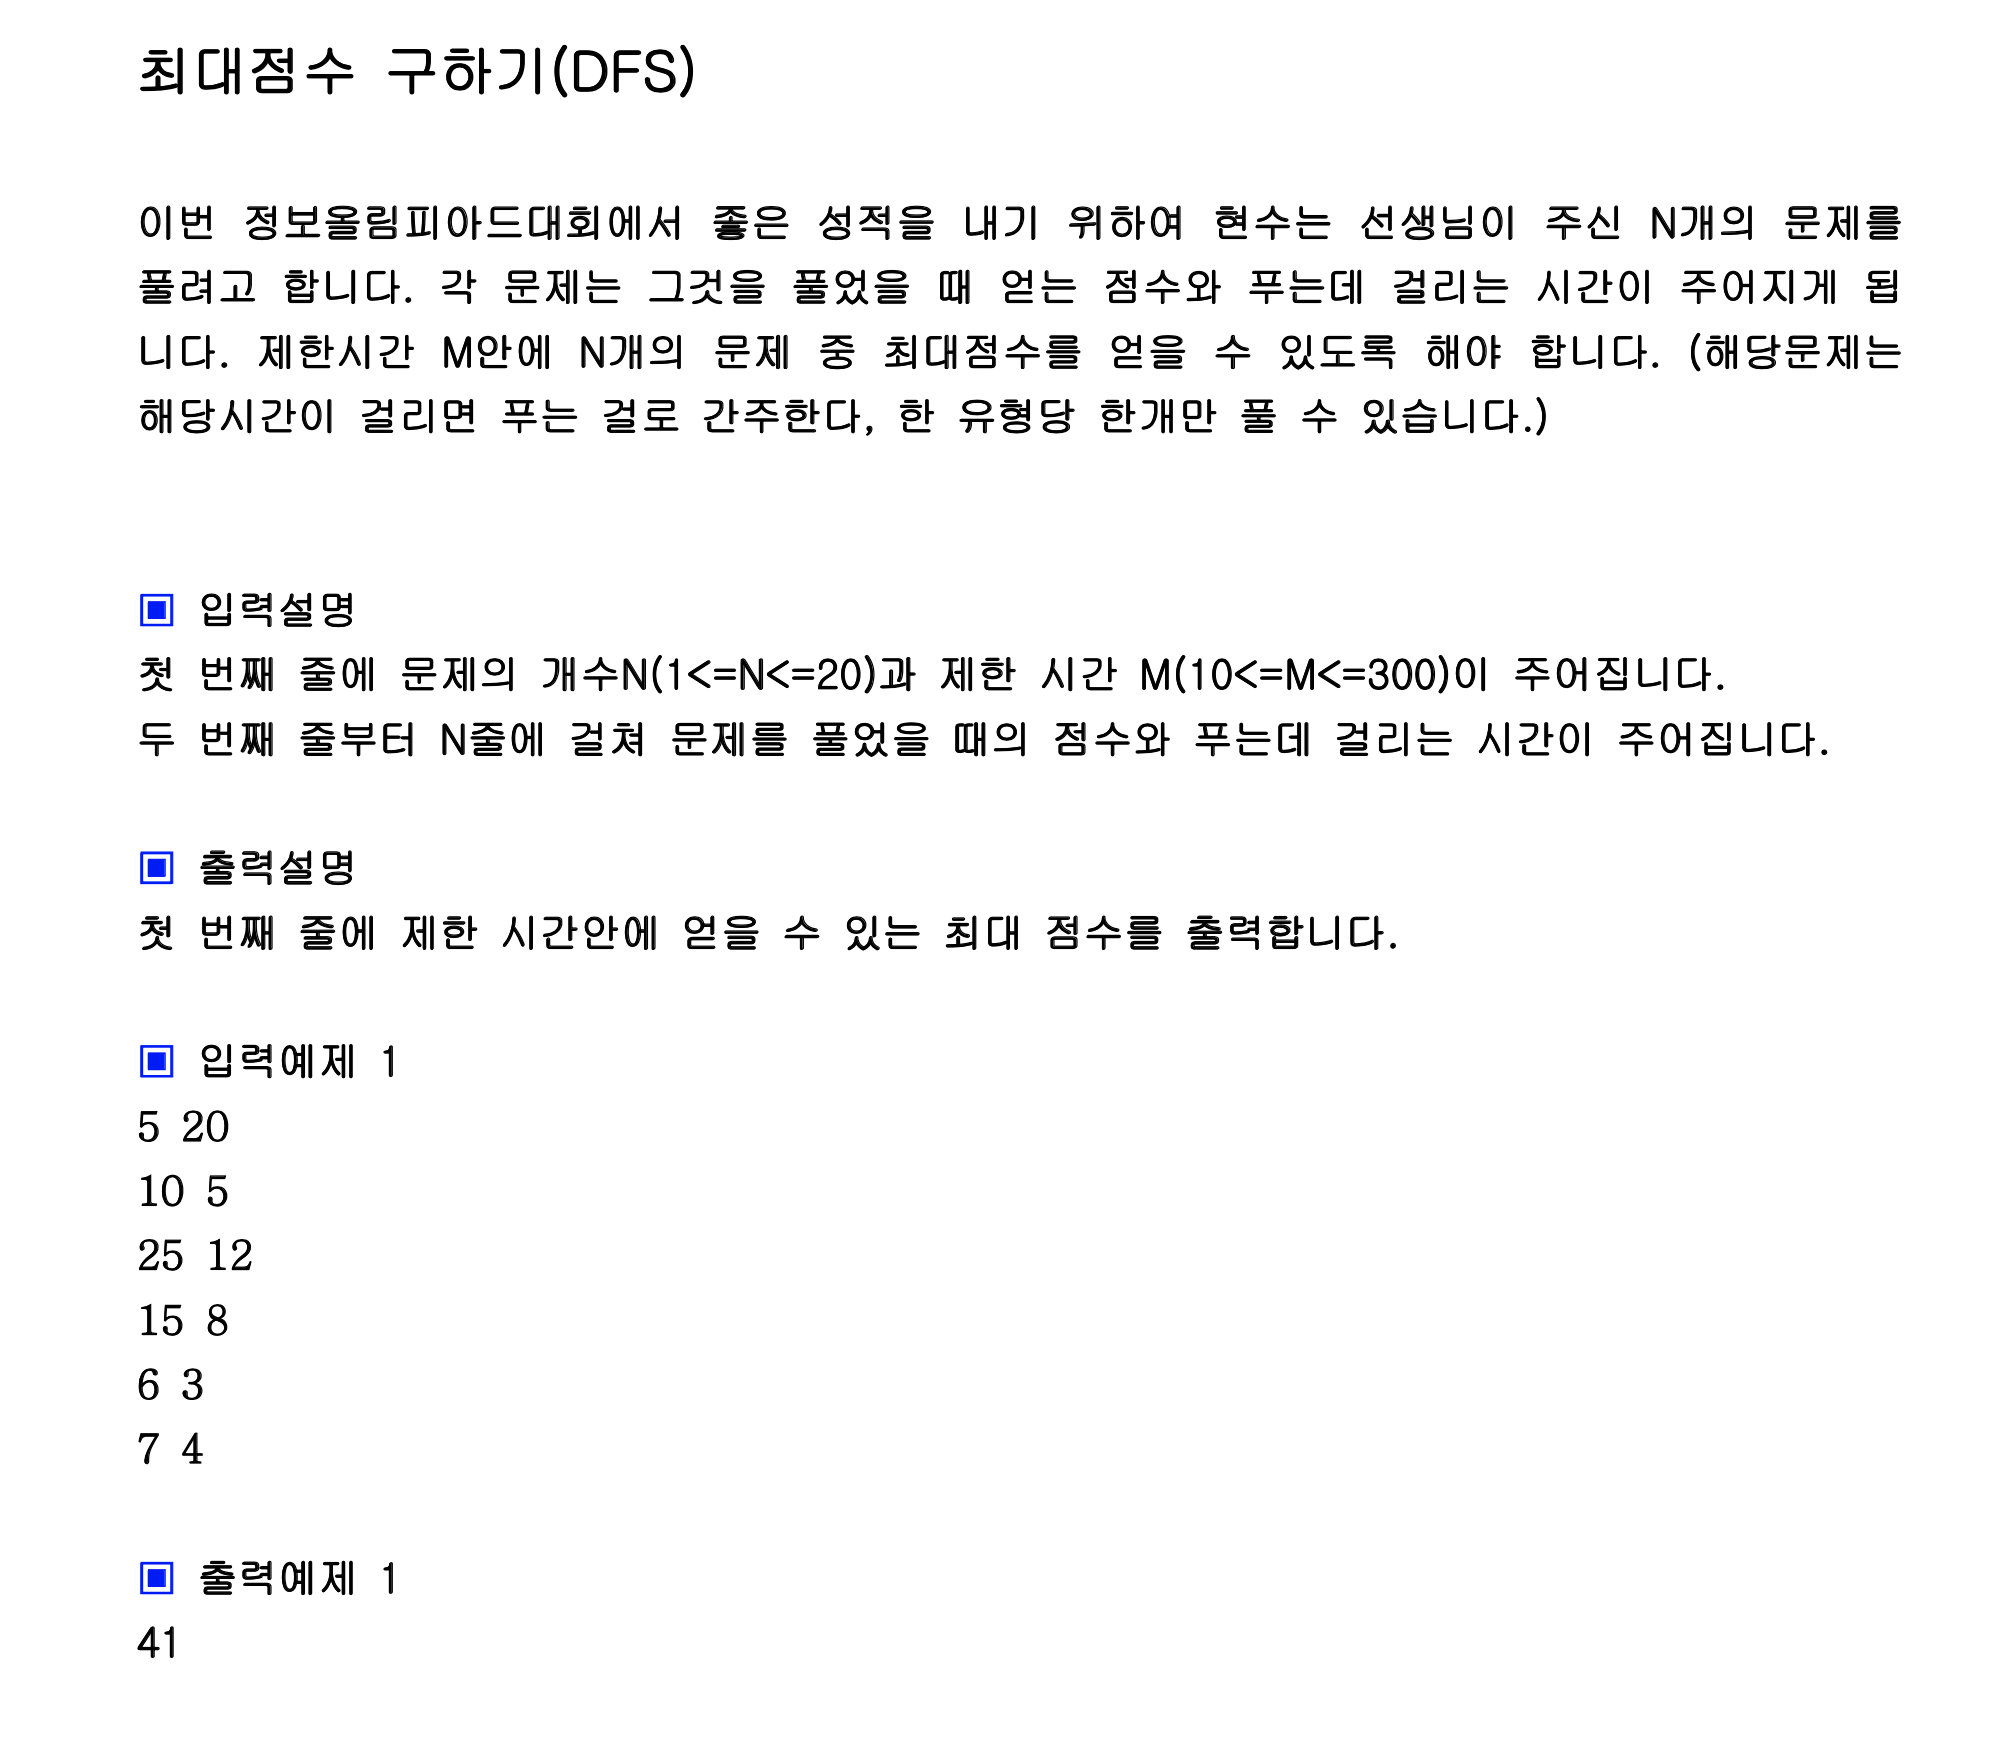 최대점수 구하기(DFS)
이번 정보올림피아드대회에서 좋은 성적을 내기 위하여 현수는 선생님이 주신 N개의 문제를
풀려고 합니다. 각 문제는 그것을 풀었을 때 얻는 점수와 푸는데 걸리는 시간이 주어지게 됩
니다. 제한시간 M안에 N개의 문제 중 최대점수를 얻을 수 있도록 해야 합니다. (해당문제는
해당시간이 걸리면 푸는 걸로 간주한다, 한 유형당 한개만 풀 수 있습니다.)
▣ 입력설명
첫 번째 줄에 문제의 개수N(1<=N<=20)과 제한 시간 M(10<=M<=300)이 주어집니다.
두 번째 줄부터 N줄에 걸쳐 문제를 풀었을 때의 점수와 푸는데 걸리는 시간이 주어집니다.
▣ 출력설명
첫 번째 줄에 제한 시간안에 얻을 수 있는 최대 점수를 출력합니다.
▣ 입력예제 1
5 20
10 5
25 12
15 8
6 3
7 4
▣ 출력예제 1
41